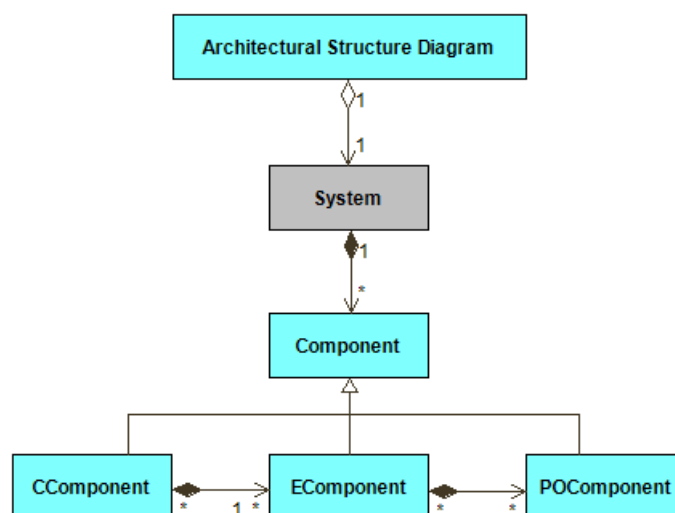 Architectural Structure Diagram
1
1
System
1
*
Component
CComponent
EComponent
POComponent
* 1 * * *